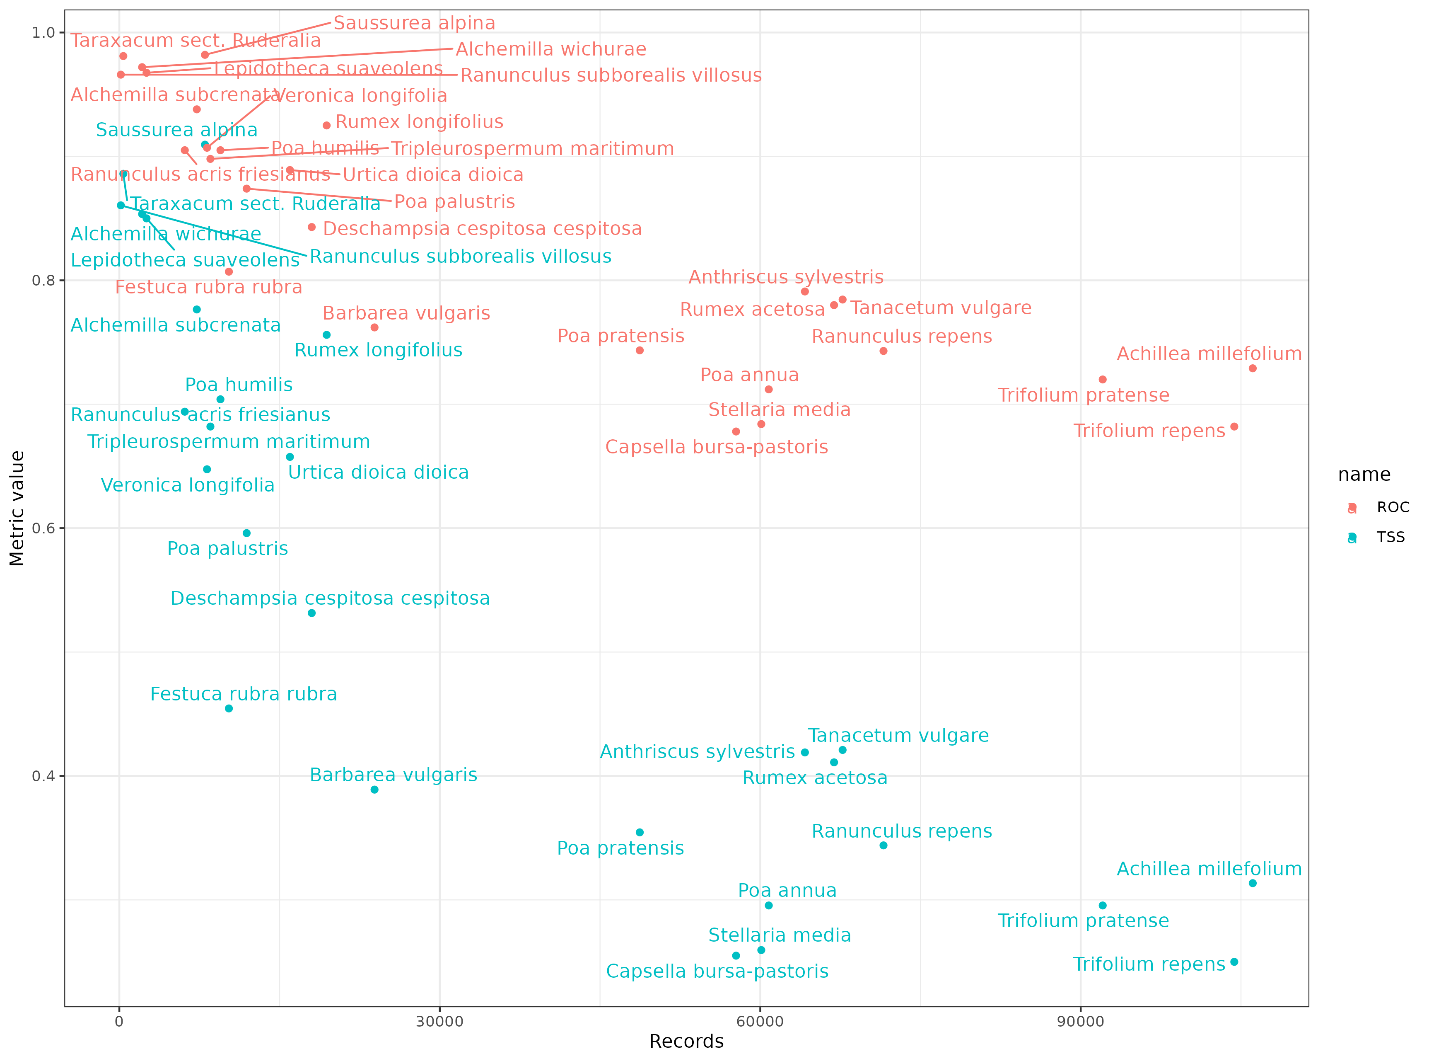 Saussurea alpina
1.0
Taraxacum sect. Ruderalia
Alchemilla wichurae
Lepidotheca suaveolens
Ranunculus subborealis villosus
Alchemilla subcrenata
Veronica longifolia
Rumex longifolius
Saussurea alpina
Poa humilis
Tripleurospermum maritimum
Ranunculus acris friesianus
Urtica dioica dioica
Taraxacum sect. Ruderalia
Poa palustris
Deschampsia cespitosa cespitosa
Alchemilla wichurae
Ranunculus subborealis villosus
Lepidotheca suaveolens
0.8
Anthriscus sylvestris
Festuca rubra rubra
Tanacetum vulgare
Rumex acetosa
Barbarea vulgaris
Alchemilla subcrenata
Poa pratensis
Ranunculus repens
Rumex longifolius
Achillea millefolium
Poa annua
Poa humilis
Trifolium pratense
Stellaria media
Ranunculus acris friesianus
Trifolium repens
Tripleurospermum maritimum
Capsella bursa-pastoris
Urtica dioica dioica
Veronica longifolia
0.6
Poa palustris
Deschampsia cespitosa cespitosa
Festuca rubra rubra
Tanacetum vulgare
Anthriscus sylvestris
Barbarea vulgaris
0.4
Rumex acetosa
Ranunculus repens
Poa pratensis
Achillea millefolium
Poa annua
Trifolium pratense
Stellaria media
Trifolium repens
Capsella bursa-pastoris
0
30000
60000
90000
Records
Metric value
name
ROC
TSS